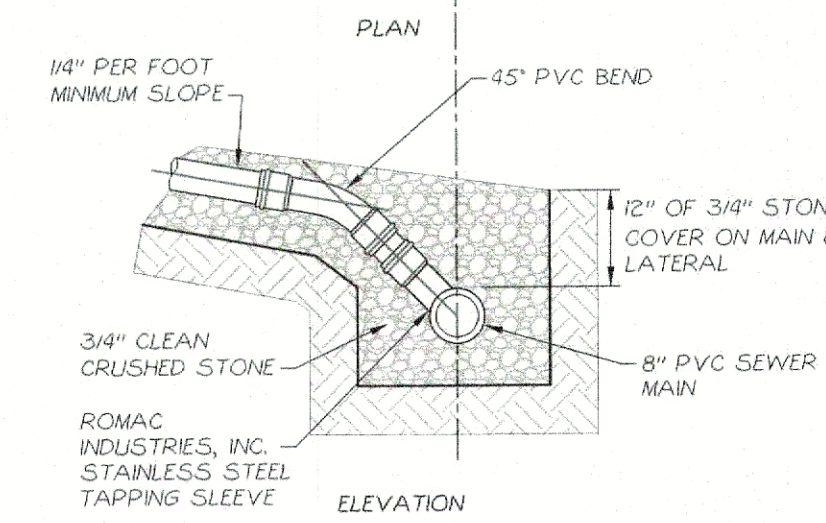 PLAN
1/4" PER FOOT
MINIMUM SLOPE
45° PVC BEND
12" OF 3/4" STON
COVER ON MAIN
LATERAL
3/4" CLEAN
CRUSHED STONE
8" PVC SEWER
MAIN
ROMAC
INDUSTRIES, INC.
STAINLESS STEEL
TAPPING SLEEVE
ELEVATION